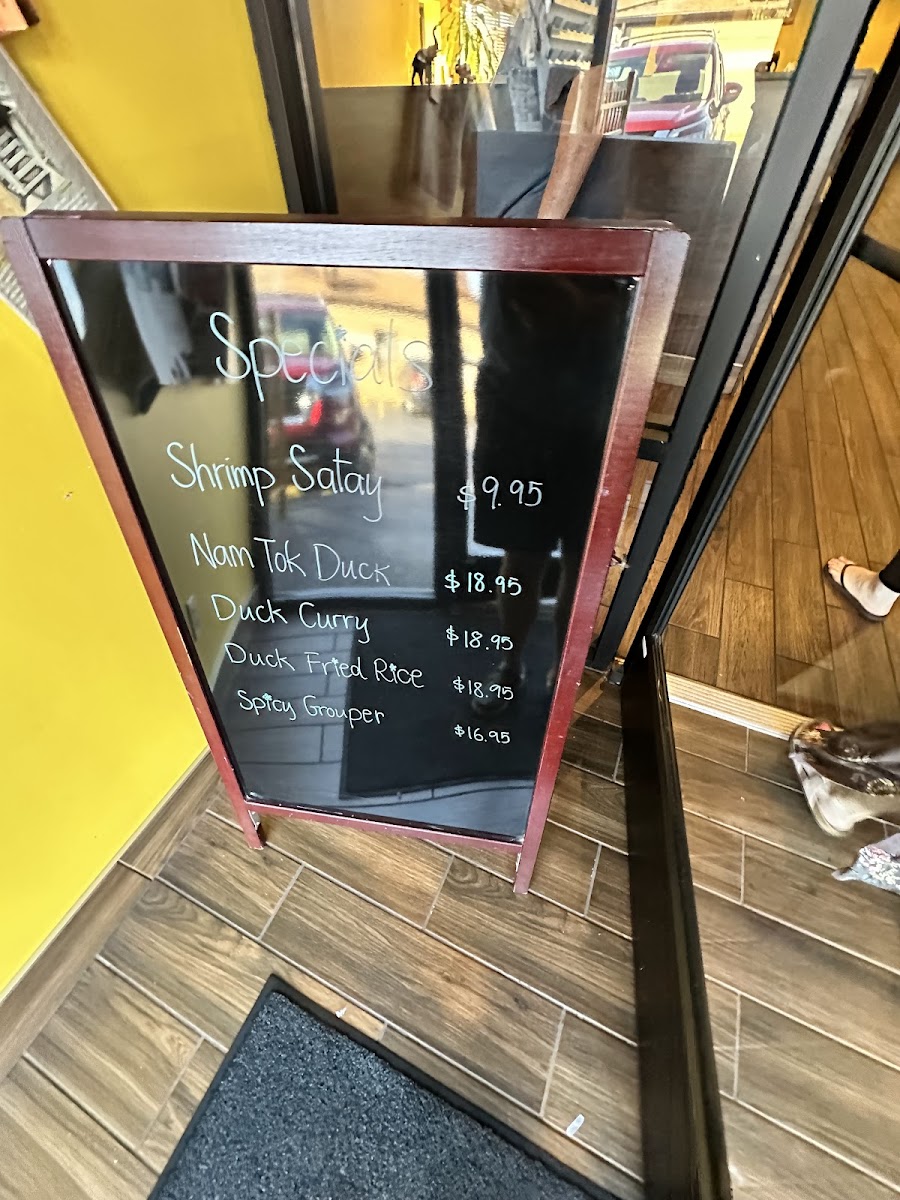 Specials
Shrimp Satay $9.95
Nam Tok Duck $18.95
Duck Curry $18.95
Duck Fried Rice $18.95
Spicy Grouper $16.95